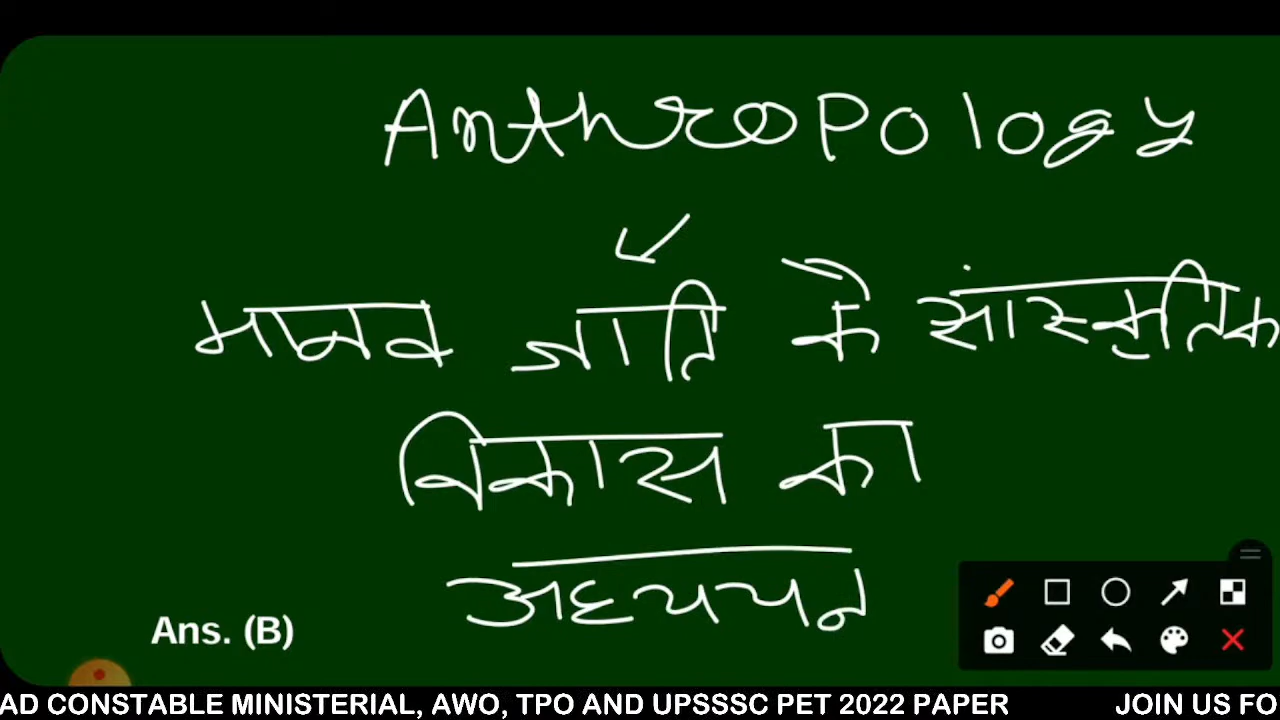 Anthropology
मानव जाति के सांस्कृतिक
विकास का
अध्ययन
Ans. (B)
AD CONSTABLE MINISTERIAL, AWO, TPO AND UPSSSC PET 2022 PAPER JOIN US FO